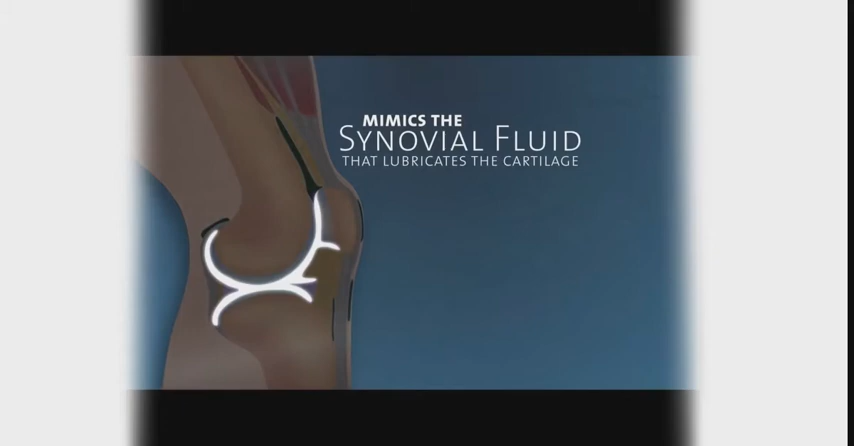 MIMICS THE
SYNOVIAL FLUID
THAT LUBRICATES THE CARTILAGE